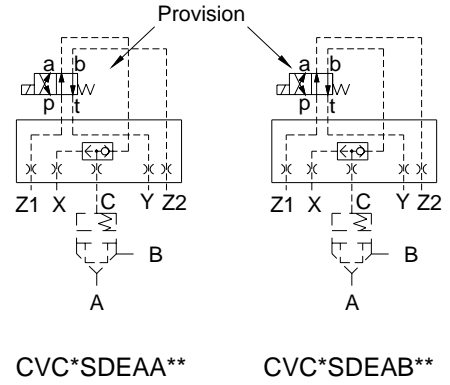 Provision
a b
a b
p t
p t
Z1 X C Y Z2
Z1 X C Y Z2
B
B
A
A
CVC*SDEAA**
CVC*SDEAB**